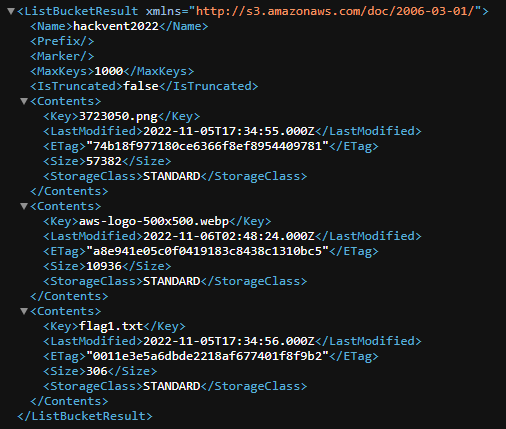 ▼<ListBucketResult xmlns="http://s3.amazonaws.com/doc/2006-03-01/">
<Name>hackvent2022</Name>
<Prefix/>
<Marker/>
<MaxKeys>1000</MaxKeys>
<IsTruncated>false</IsTruncated>
▼<Contents>
<Key>3723050.png</Key>
<LastModified>2022-11-05T17:34:55.000Z</LastModified>
<ETag>"74b18f977180ce6366f8ef8954409781"</ETag>
<Size>57382</Size>
<StorageClass>STANDARD</StorageClass>
</Contents>
▼<Contents>
<Key>aws-logo-500x500.webp</Key>
<LastModified>2022-11-06T02:48:24.000Z</LastModified>
<ETag>"a8e941e05c0f0419183c8438c1310bc5"</ETag>
<Size>10936</Size>
<StorageClass>STANDARD</StorageClass>
</Contents>
▼<Contents>
<Key>flag1.txt</Key>
<LastModified>2022-11-05T17:34:56.000Z</LastModified>
<ETag>"0011e3e5a6dbde2218af677401f8f9b2"</ETag>
<Size>306</Size>
<StorageClass>STANDARD</StorageClass>
</Contents>
</ListBucketResult>